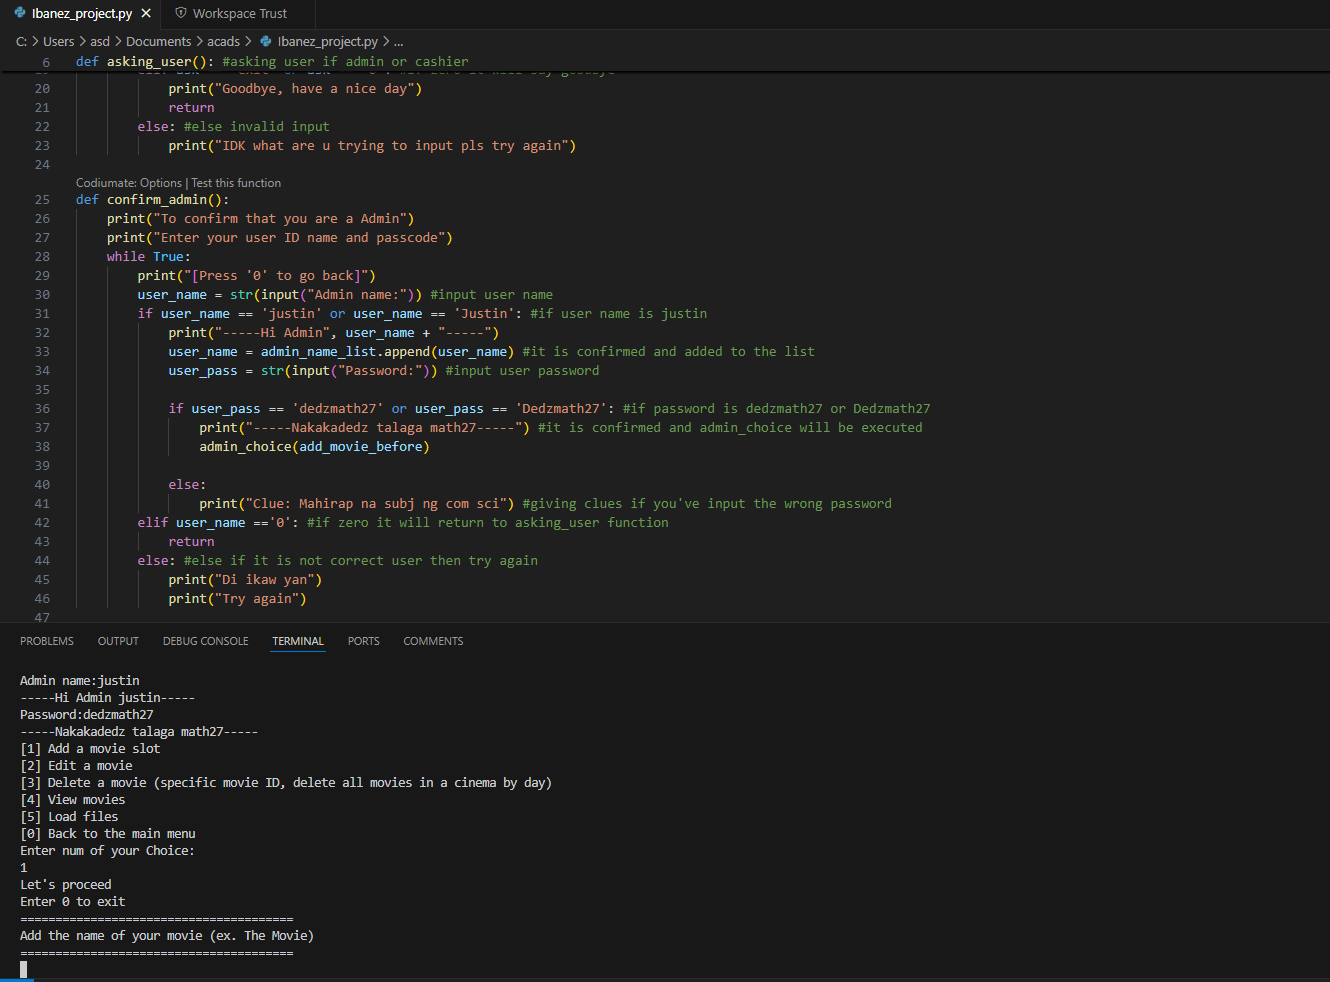 Ibanez_project.py
Workspace Trust
C: > Users > asd > Documents > acads > Ibanez_project.py > ...
6 def asking_user(): #asking user if admin or cashier
20 print("Goodbye, have a nice day")
21 return
22 else: #else invalid input
23 print("IDK what are u trying to input pls try again")
24
Codiumate: Options | Test this function
25 def confirm_admin():
26 print("To confirm that you are a Admin")
27 print("Enter your user ID name and passcode")
28 while True:
29 print("[Press '0' to go back]")
30 user_name = str(input("Admin name:")) #input user name
31 if user_name == 'justin' or user_name == 'Justin': #if user name is justin
32 print("-----Hi Admin", user_name + "-----")
33 user_name = admin_name_list.append(user_name) #it is confirmed and added to the list
34 user_pass = str(input("Password:")) #input user password
35
36 if user_pass == 'dedzmath27' or user_pass == 'Dedzmath27': #if password is dedzmath27 or Dedzmath27
37 print("-----Nakakadedz talaga math27-----") #it is confirmed and admin_choice will be executed
38 admin_choice(add_movie_before)
39
40 else:
41 print("Clue: Mahirap na subj ng com sci") #giving clues if you've input the wrong password
42 elif user_name =='0': #if zero it will return to asking_user function
43 return
44 else: #else if it is not correct user then try again
45 print("Di ikaw yan")
46 print("Try again")
47
PROBLEMS OUTPUT DEBUG CONSOLE TERMINAL PORTS COMMENTS
Admin name:justin
-----Hi Admin justin-----
Password:dedzmath27
-----Nakakadedz talaga math27-----
[1] Add a movie slot
[2] Edit a movie
[3] Delete a movie (specific movie ID, delete all movies in a cinema by day)
[4] View movies
[5] Load files
[0] Back to the main menu
Enter num of your Choice:
1
Let's proceed
Enter 0 to exit
=======================================
Add the name of your movie (ex. The Movie)
=======================================